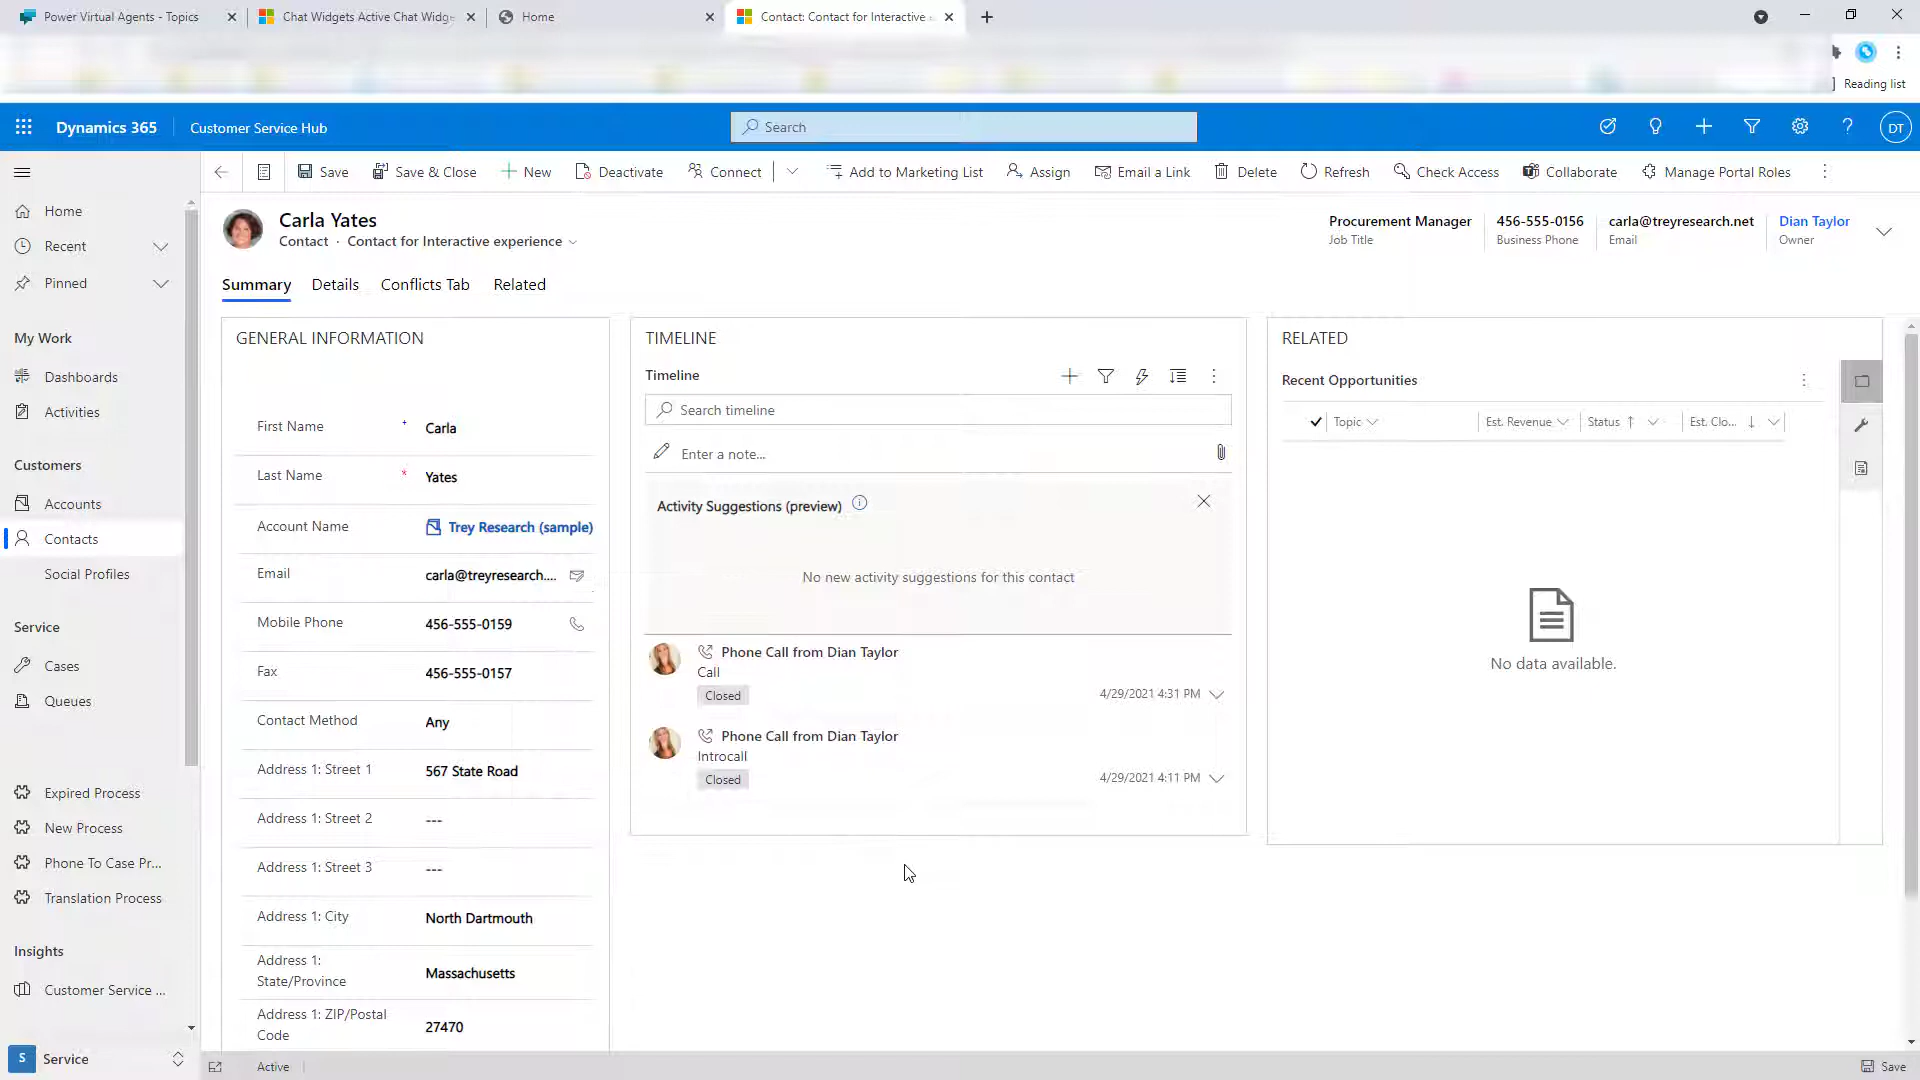 Power Virtual Agents - Topics
Chat Widgets Active Chat Widge
Home
Contact: Contact for Interactive e
Reading list
Dynamics 365
Customer Service Hub
Search
DT
Save
Save & Close
New
Deactivate
Connect
Add to Marketing List
Assign
Email a Link
Delete
Refresh
Check Access
Collaborate
Manage Portal Roles
Home
Recent
Pinned
My Work
Dashboards
Activities
Customers
Accounts
Contacts
Social Profiles
Service
Cases
Queues
Expired Process
New Process
Phone To Case Pr...
Translation Process
Insights
Customer Service ...
S Service
Carla Yates
Contact · Contact for Interactive experience
Procurement Manager
Job Title
456-555-0156
Business Phone
carla@treyresearch.net
Email
Dian Taylor
Owner
Summary
Details
Conflicts Tab
Related
GENERAL INFORMATION
First Name + Carla
Last Name * Yates
Account Name Trey Research (sample)
Email carla@treyresearch....
Mobile Phone 456-555-0159
Fax 456-555-0157
Contact Method Any
Address 1: Street 1 567 State Road
Address 1: Street 2 ---
Address 1: Street 3 ---
Address 1: City North Dartmouth
Address 1:
State/Province Massachusetts
Address 1: ZIP/Postal
Code 27470
TIMELINE
Timeline
Search timeline
Enter a note...
Activity Suggestions (preview)
No new activity suggestions for this contact
Phone Call from Dian Taylor
Call
Closed
4/29/2021 4:31 PM
Phone Call from Dian Taylor
Introcall
Closed
4/29/2021 4:11 PM
RELATED
Recent Opportunities
Topic
Est. Revenue
Status
Est. Clo...
No data available.
Active
Save